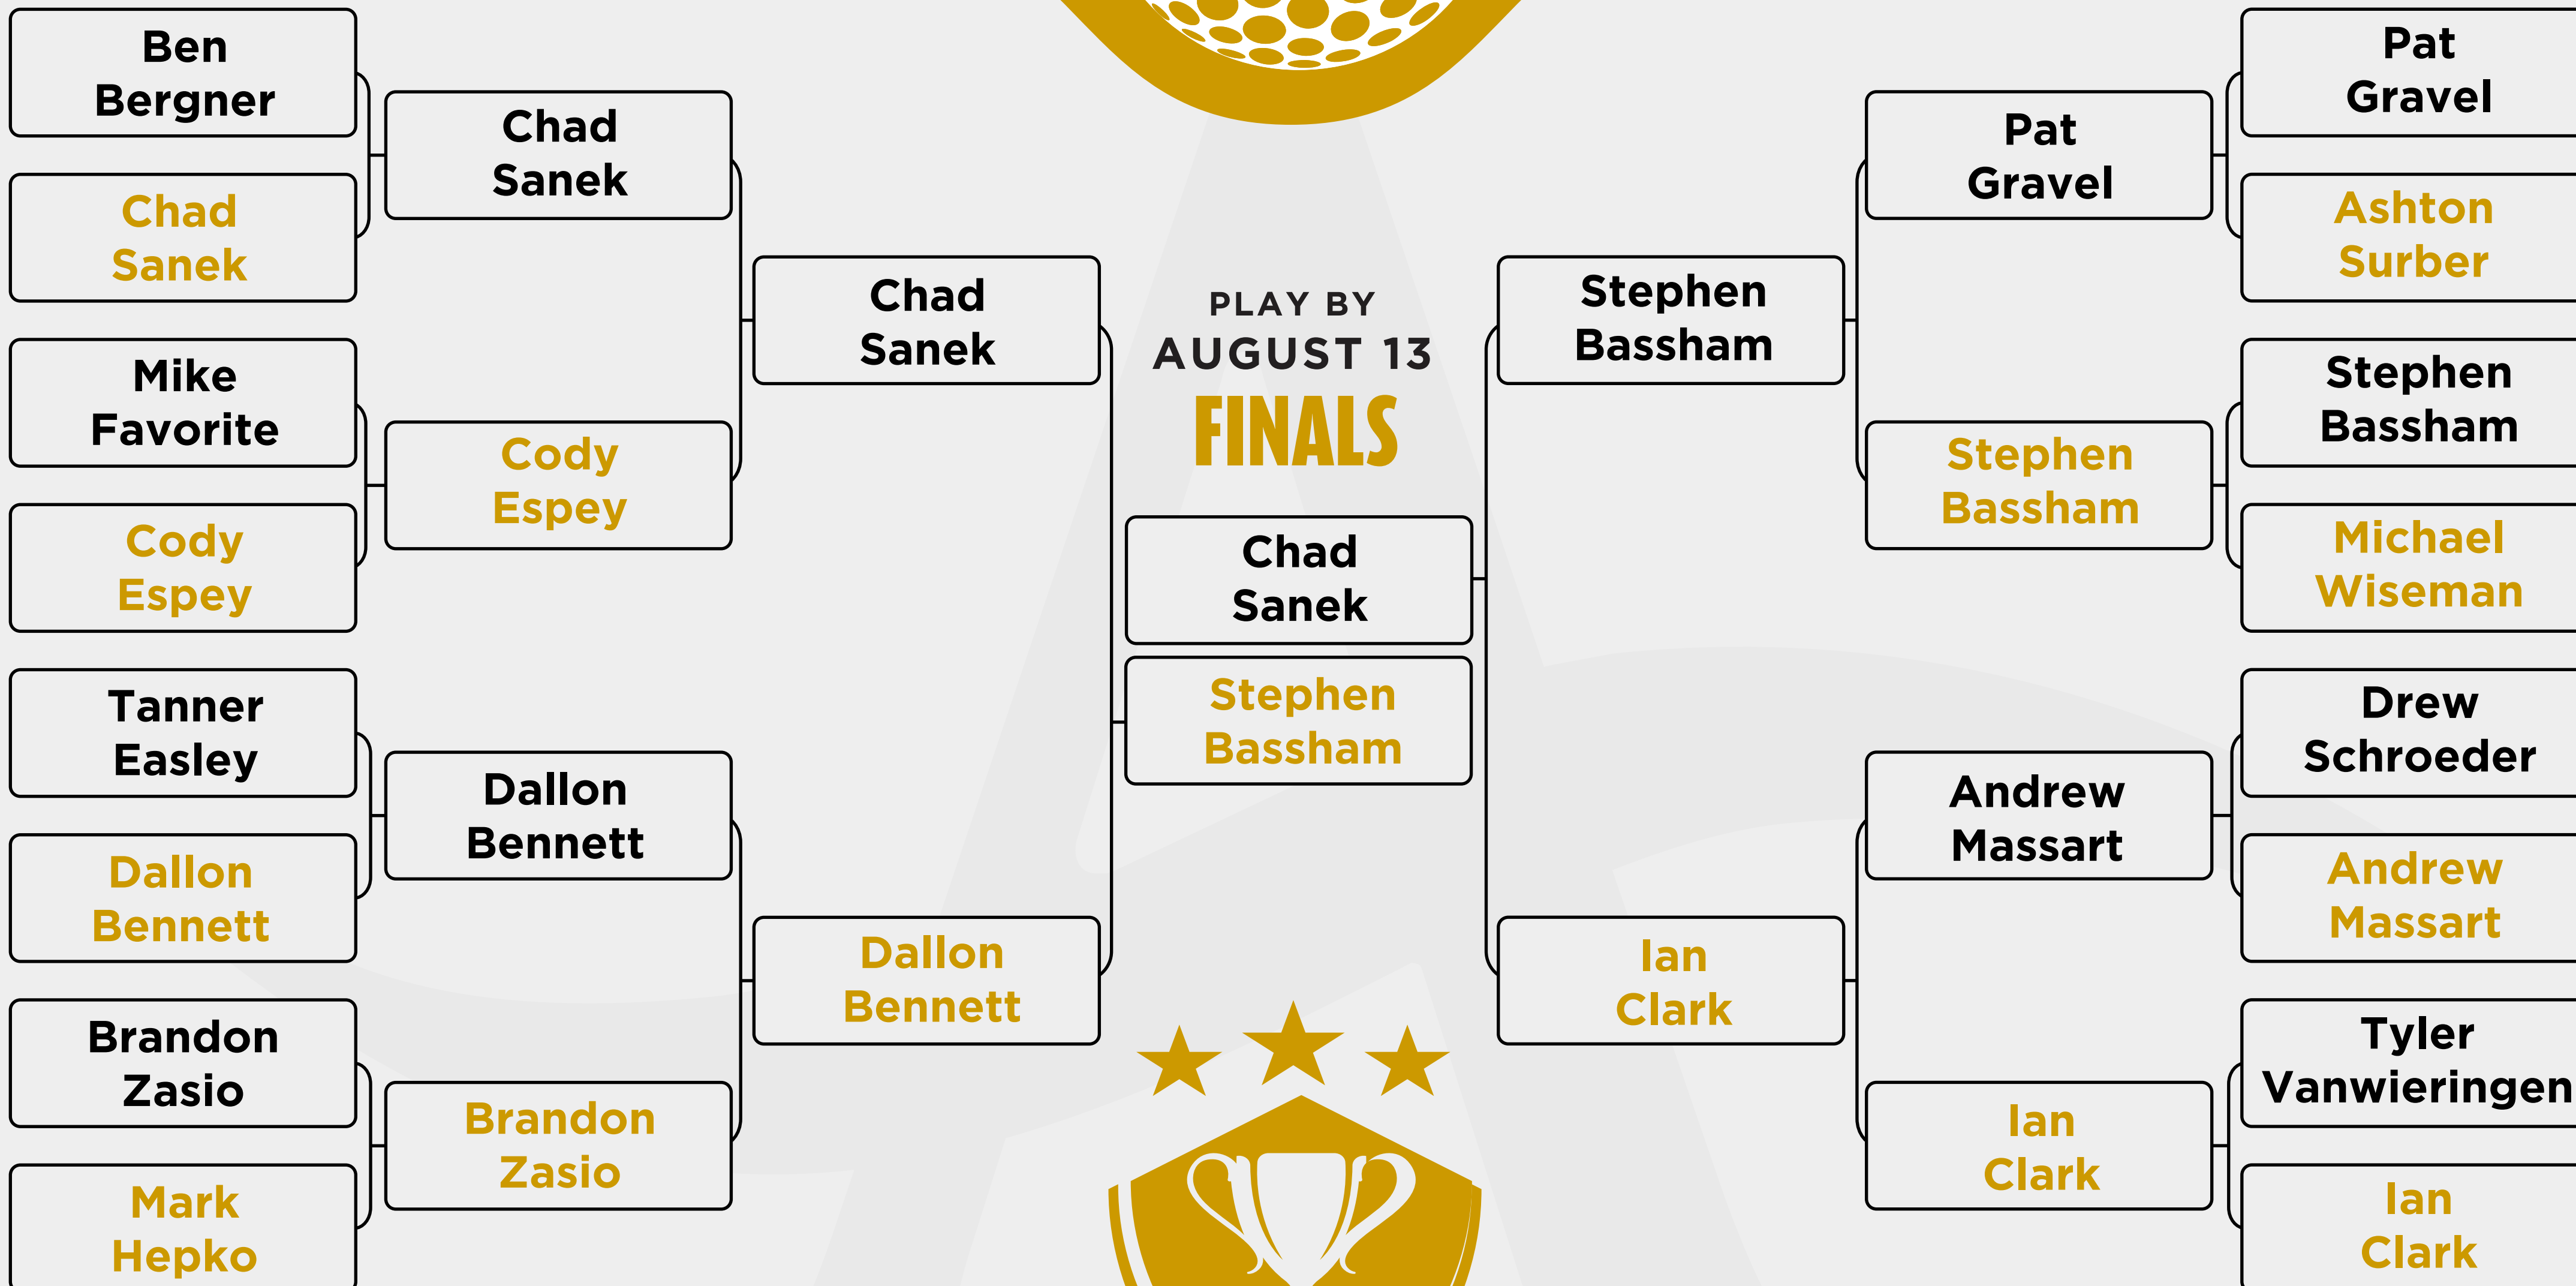 Ben
Bergner
Chad
Sanek
Mike
Favorite
Cody
Espey
Tanner
Easley
Dallon
Bennett
Brandon
Zasio
Mark
Hepko
Chad
Sanek
Cody
Espey
Dallon
Bennett
Brandon
Zasio
Chad
Sanek
Dallon
Bennett
PLAY BY
AUGUST 13
FINALS
Chad
Sanek
Stephen
Bassham
Stephen
Bassham
Ian
Clark
Pat
Gravel
Stephen
Bassham
Andrew
Massart
Ian
Clark
Pat
Gravel
Ashton
Surber
Stephen
Bassham
Michael
Wiseman
Drew
Schroeder
Andrew
Massart
Tyler
Vanwieringen
Ian
Clark